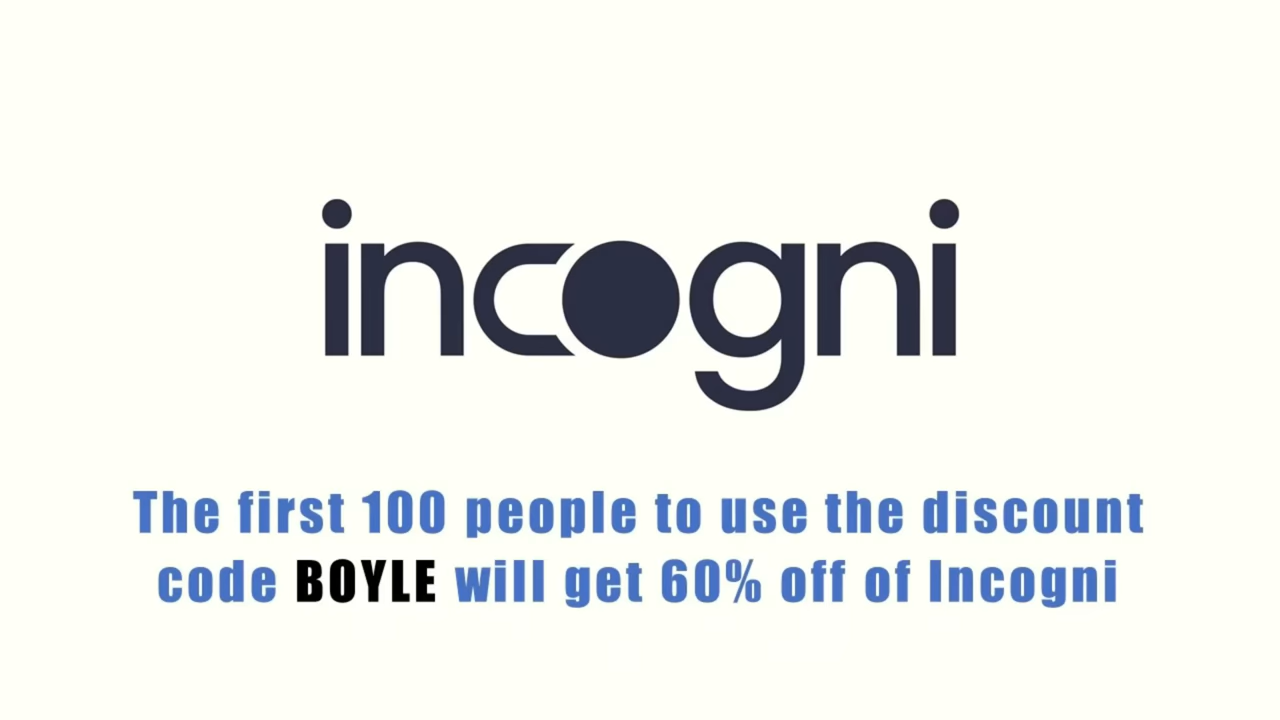 incogni
The first 100 people to use the discount
code BOYLE will get 60% off of Incogni